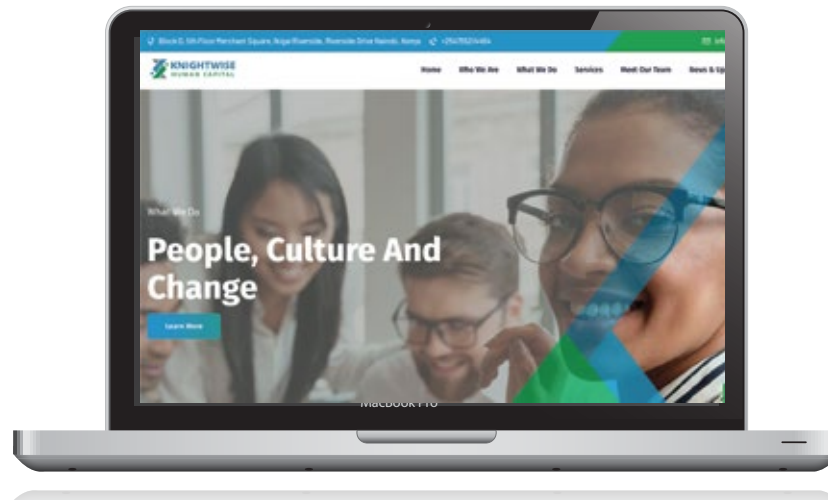 Block D, 5th Floor Merchant Square, Riverside, Riverside Drive Nairobi, Kenya
KNIGHTWISE
HUMAN CAPITAL
Home Who We Are What We Do Services Meet Our Team News & Up
What We Do
People, Culture And
Change
Learn More
MacBook Pro